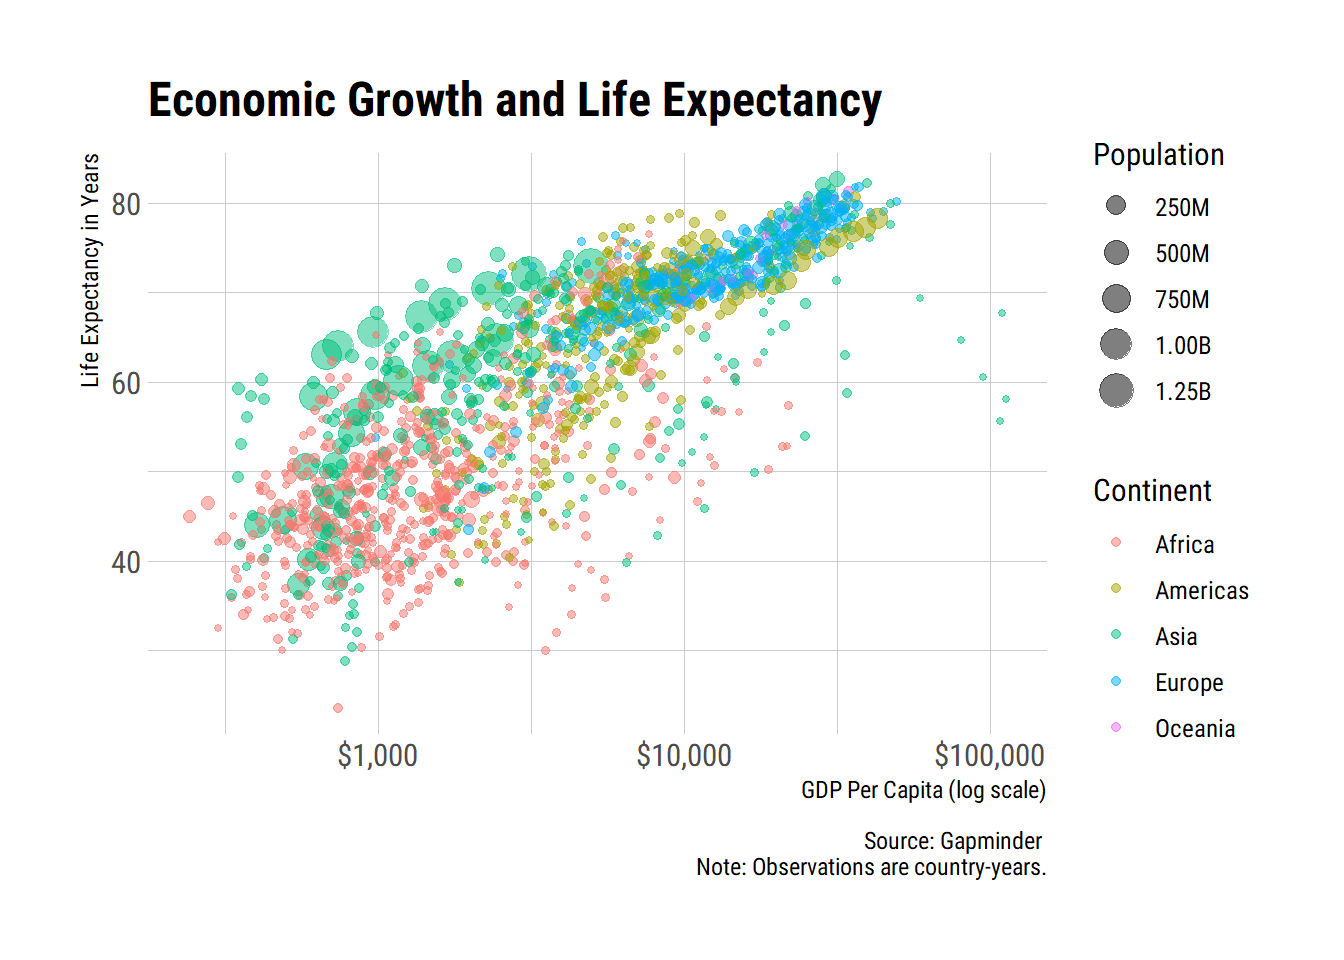 Economic Growth and Life Expectancy
Life Expectancy in Years
80
60
40
$1,000
$10,000
$100,000
GDP Per Capita (log scale)
Source: Gapminder
Note: Observations are country-years.
Population
250M
500M
750M
1.00B
1.25B
Continent
Africa
Americas
Asia
Europe
Oceania